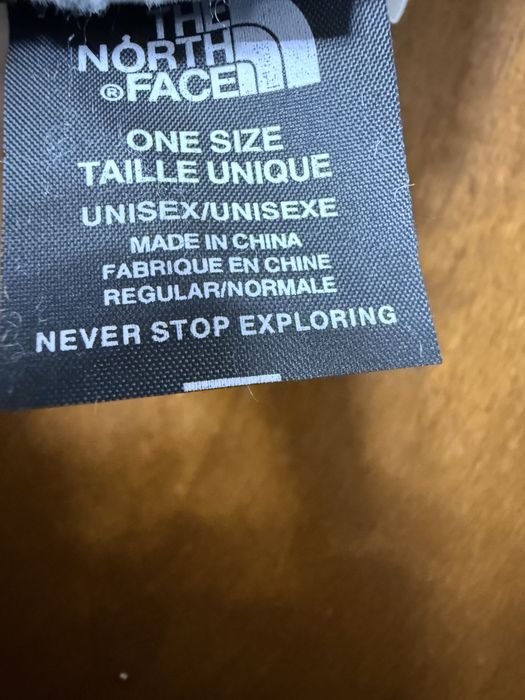 THE
NORTH
®FACE
ONE SIZE
TAILLE UNIQUE
UNISEX/UNISEXE
MADE IN CHINA
FABRIQUE EN CHINE
REGULAR/NORMALE
NEVER STOP EXPLORING